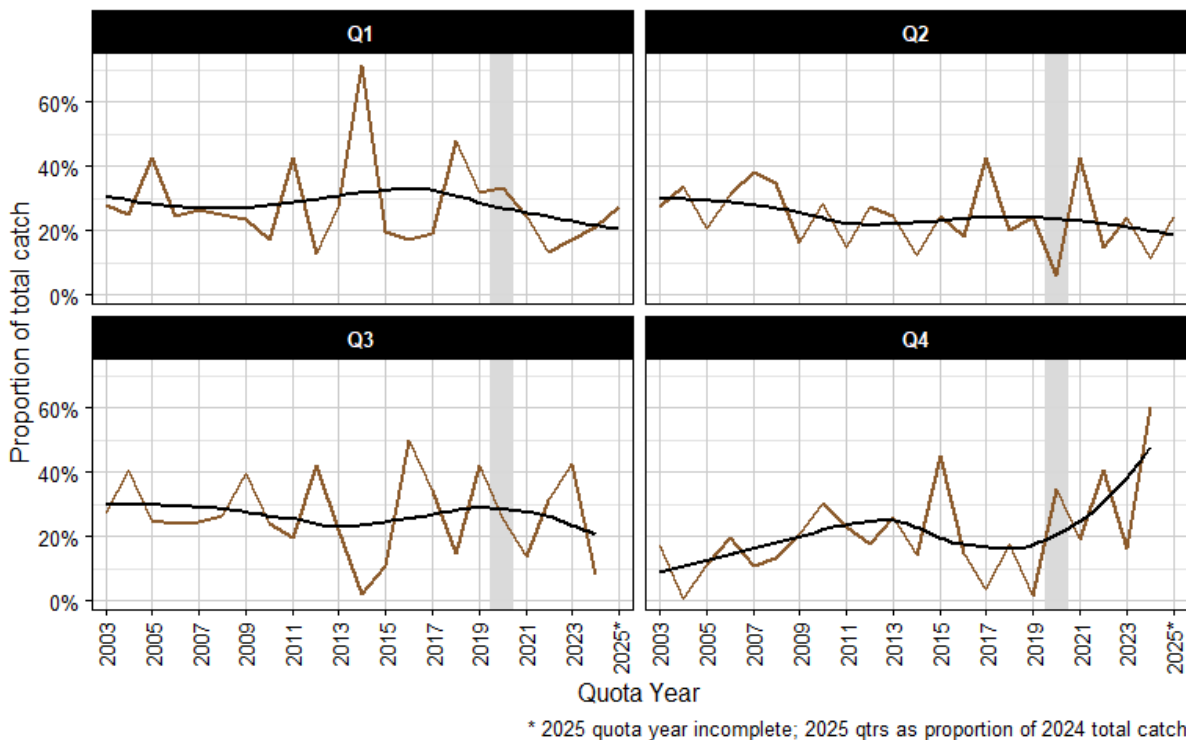 Q1
Q2
60%
40%
20%
0%
Q3
Q4
60%
40%
20%
0%
Proportion of total catch
2003 2005 2007 2009 2011 2013 2015 2017 2019 2021 2023 2025*
2003 2005 2007 2009 2011 2013 2015 2017 2019 2021 2023 2025*
Quota Year
* 2025 quota year incomplete; 2025 qtrs as proportion of 2024 total catch